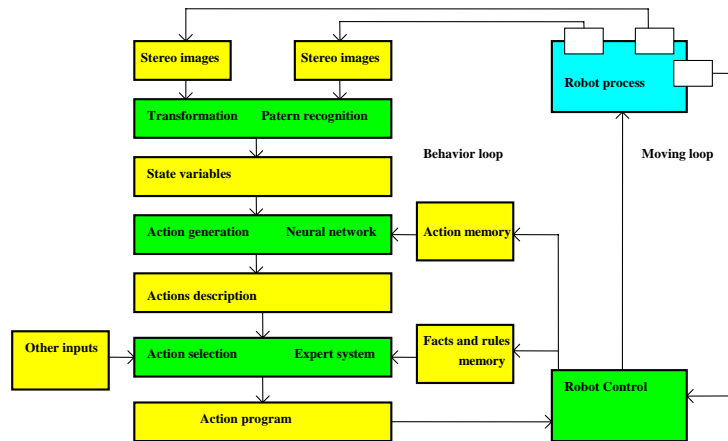 Stereo images
Stereo images
Robot process
Transformation Patern recognition
Behavior loop
Moving loop
State variables
Action generation Neural network
Action memory
Actions description
Other inputs
Action selection Expert system
Facts and rules
memory
Robot Control
Action program